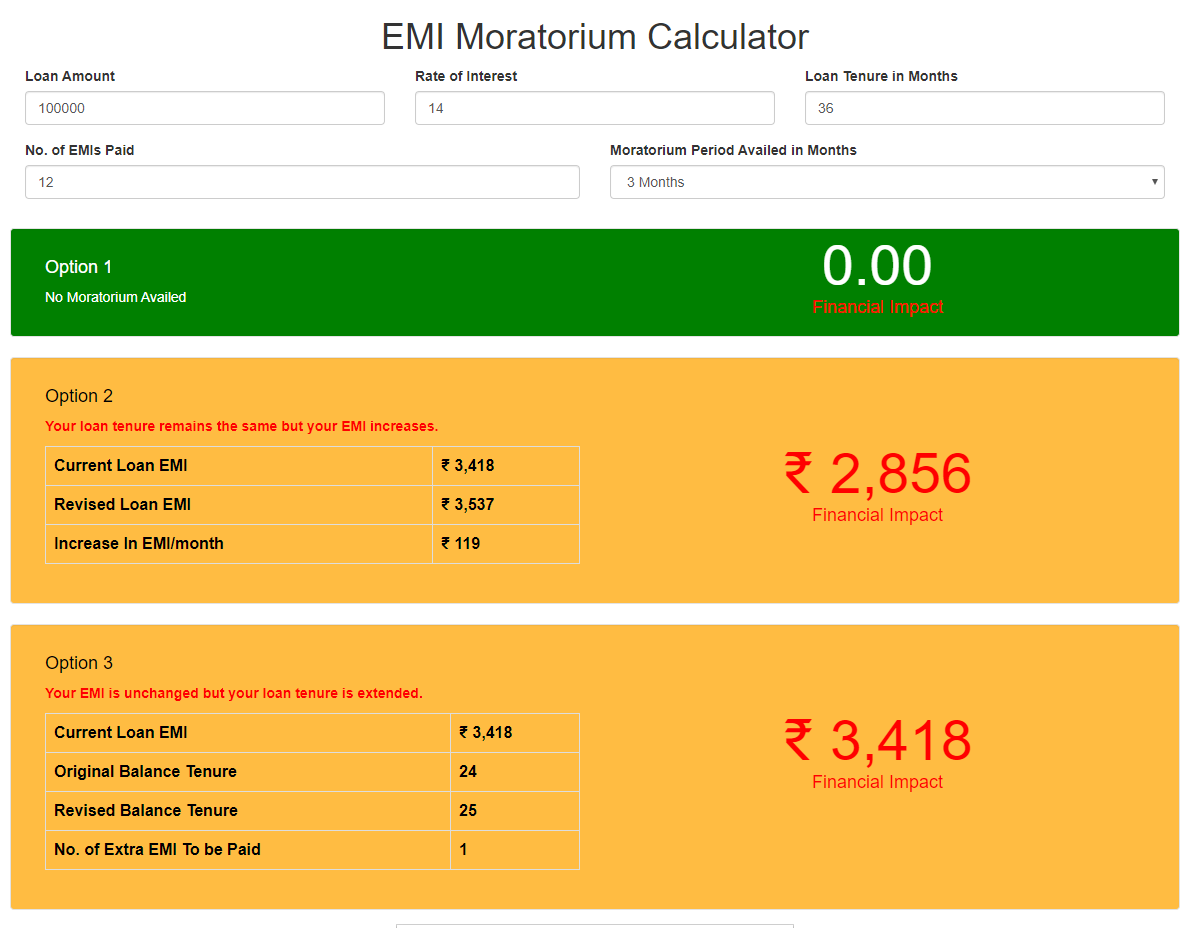 EMI Moratorium Calculator
Loan Amount
Rate of Interest
Loan Tenure in Months
100000
14
36
No. of EMIs Paid
Moratorium Period Availed in Months
12
3 Months
Option 1
No Moratorium Availed
0.00
Financial Impact
Option 2
Your loan tenure remains the same but your EMI increases.
Current Loan EMI ₹ 3,418
Revised Loan EMI ₹ 3,537
Increase In EMI/month ₹ 119
₹ 2,856
Financial Impact
Option 3
Your EMI is unchanged but your loan tenure is extended.
Current Loan EMI ₹ 3,418
Original Balance Tenure 24
Revised Balance Tenure 25
No. of Extra EMI To be Paid 1
₹ 3,418
Financial Impact